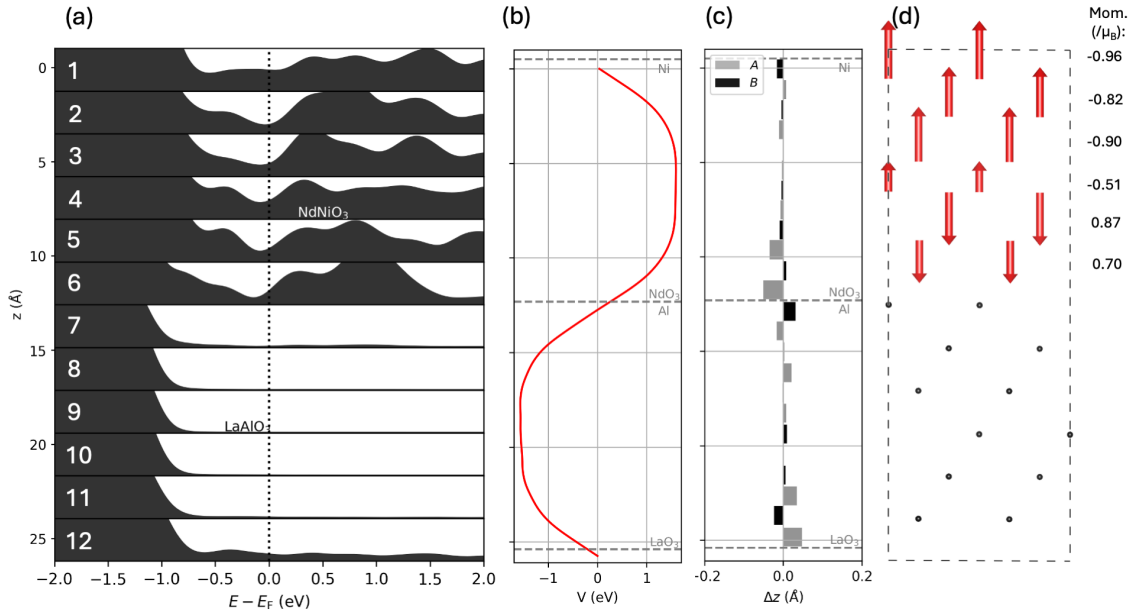 (a)
(b)
(c)
(d)
Mom.
(/μB):
0
5
10
15
20
25
z (Å)
1
2
3
4
5
6
7
8
9
10
11
12
NdNiO3
LaAlO3
−2.0 −1.5 −1.0 −0.5 0.0 0.5 1.0 1.5 2.0
E − EF (eV)
Ni
NdO3
Al
LaO3
−1 0 1
V (eV)
A
B
Ni
NdO3
Al
LaO3
-0.2 0.0 0.2
Δz (Å)
-0.96
-0.82
-0.90
-0.51
0.87
0.70